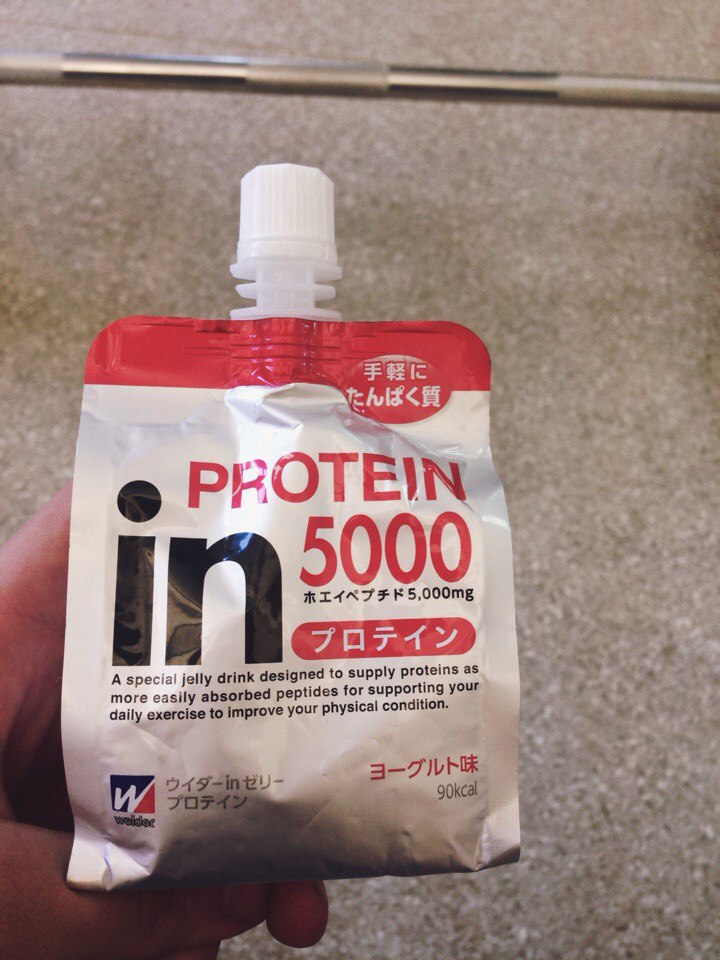 手軽に
たんぱく質
PROTEIN
in
5000
ホエイペプチド5,000mg
プロテイン
A special jelly drink designed to supply proteins as
more easily absorbed peptides for supporting your
daily exercise to improve your physical condition.
ヨーグルト味
90kcal
W
weider
ウイダーinゼリー
プロテイン